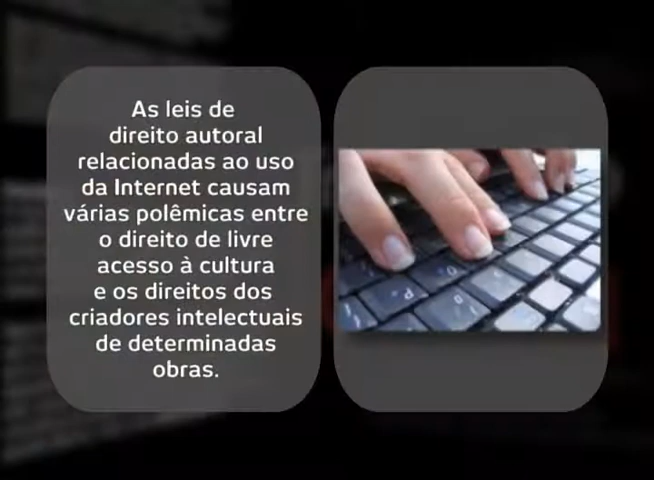 As leis de
direito autoral
relacionadas ao uso
da Internet causam
várias polêmicas entre
o direito de livre
acesso à cultura
e os direitos dos
criadores intelectuais
de determinadas
obras.